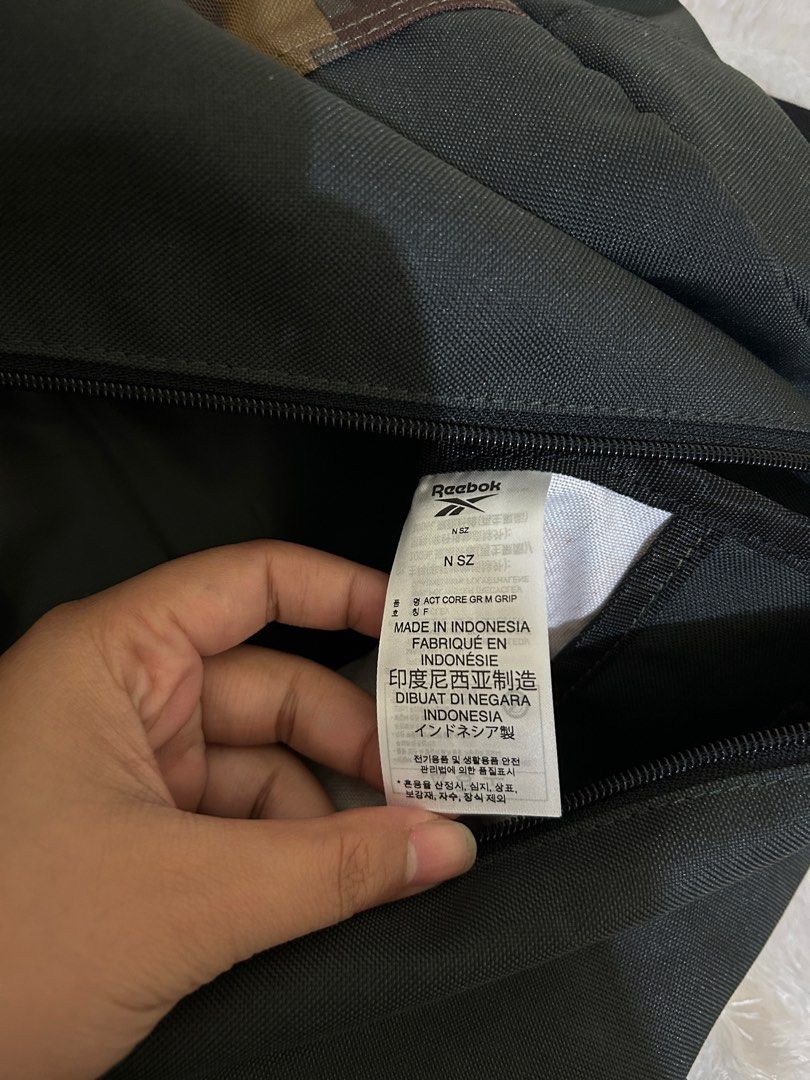 Reebok
N SZ
N SZ
품 명 ACT CORE GR M GRIP
호 칭 F
MADE IN INDONESIA
FABRIQUÉ EN
INDONÉSIE
印度尼西亚制造
DIBUAT DI NEGARA
INDONESIA
インドネシア製
전기용품 및 생활용품 안전
관리법에 의한 품질표시
* 혼용율 산정시, 심지, 상표,
보강재, 자수, 장식 제외